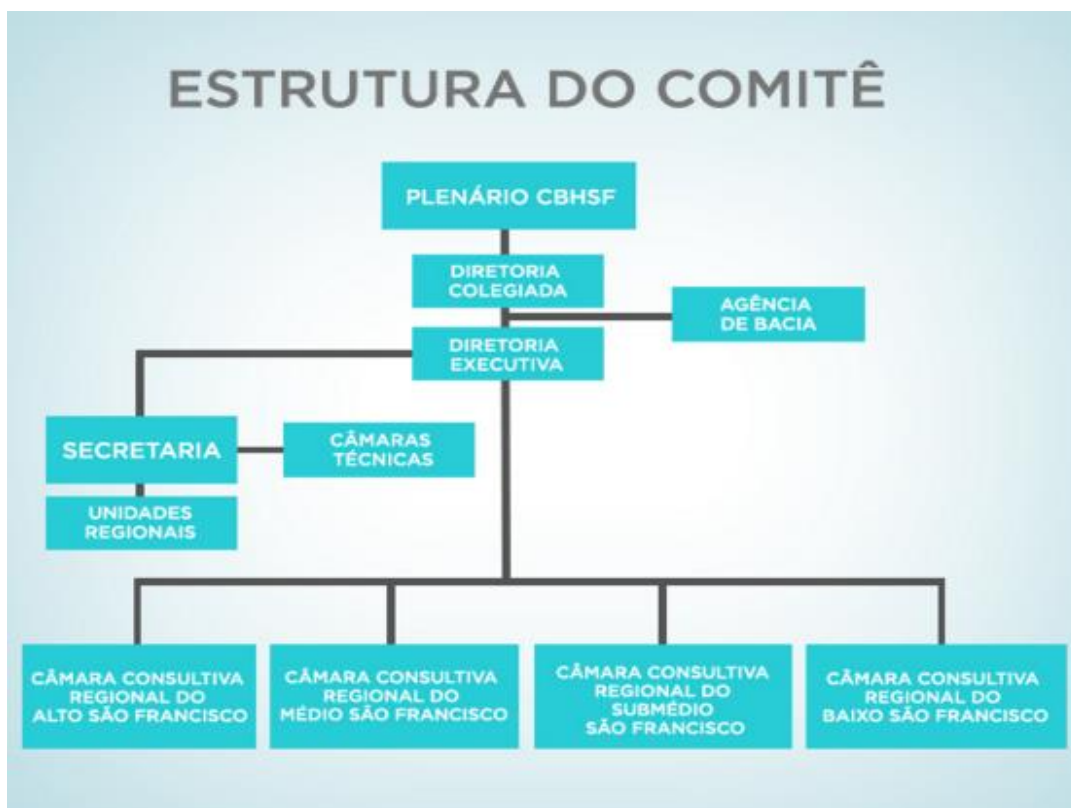 ESTRUTURA DO COMITÊ
PLENÁRIO CBHSF
DIRETORIA
COLEGIADA
AGÊNCIA
DE BACIA
DIRETORIA
EXECUTIVA
SECRETARIA
CÂMARAS
TÉCNICAS
UNIDADES
REGIONAIS
CÂMARA CONSULTIVA
REGIONAL DO
ALTO SÃO FRANCISCO
CÂMARA CONSULTIVA
REGIONAL DO
MÉDIO SÃO FRANCISCO
CÂMARA CONSULTIVA
REGIONAL DO
SUBMÉDIO
SÃO FRANCISCO
CÂMARA CONSULTIVA
REGIONAL DO
BAIXO SÃO FRANCISCO